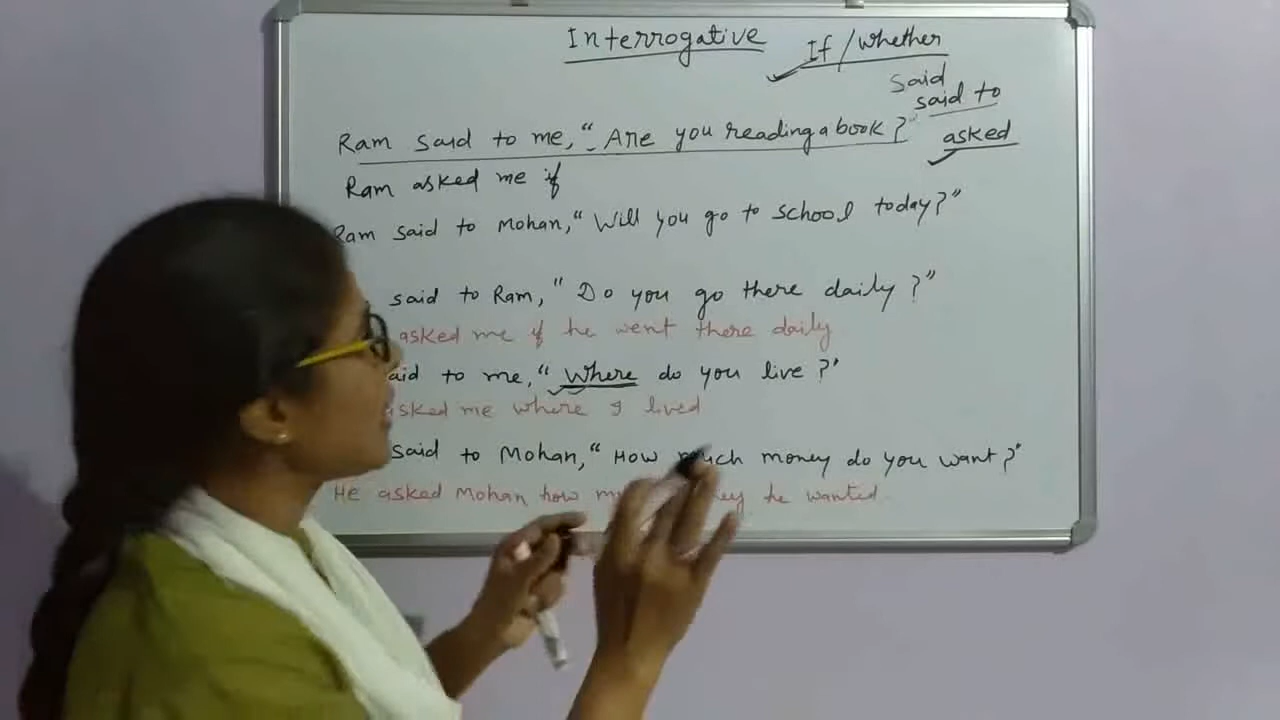 Interrogative
If/whether
said
said to
Ram said to me, "Are you reading a book?"
asked
Ram asked me if
Ram said to Mohan, "Will you go to school today?"
said to Ram, "Do you go there daily?"
asked me if he went there daily
said to me, "Where do you live?"
asked me where I lived
said to Mohan, "How much money do you want?"
He asked Mohan how he wanted